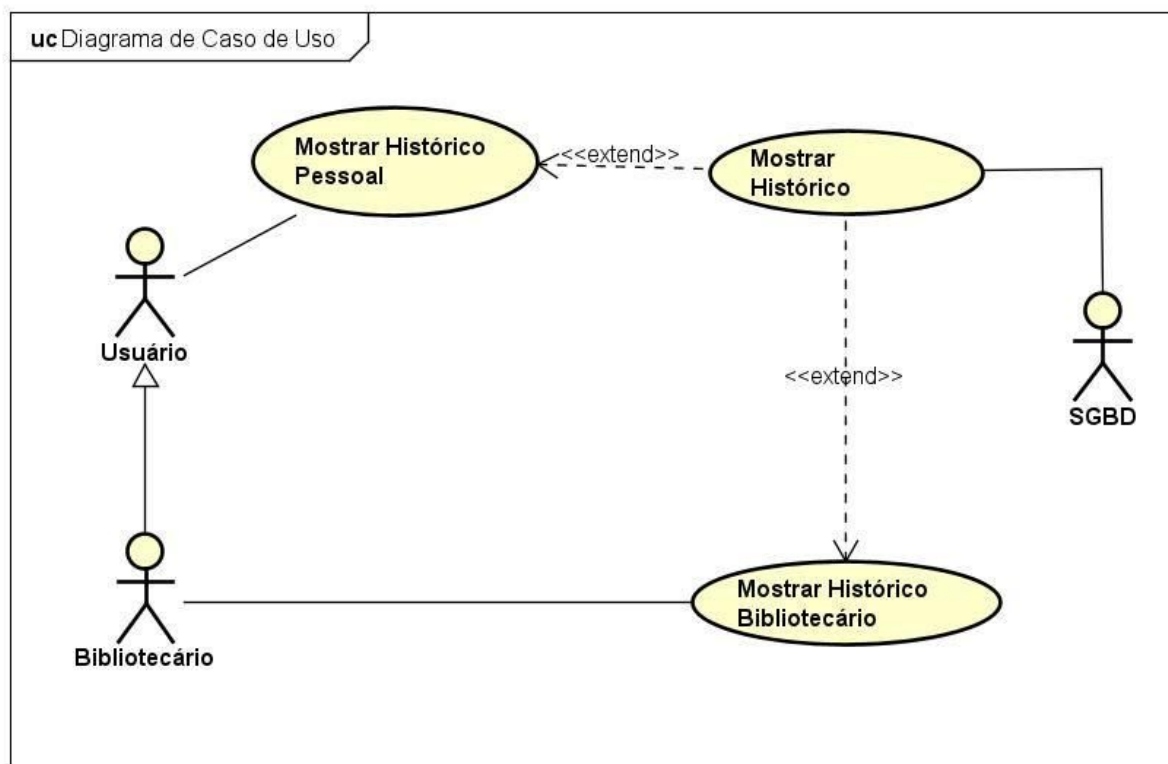 uc Diagrama de Caso de Uso
Mostrar Histórico
Pessoal
<<extend>>
Mostrar
Histórico
Usuário
<<extend>>
SGBD
Mostrar Histórico
Bibliotecário
Bibliotecário